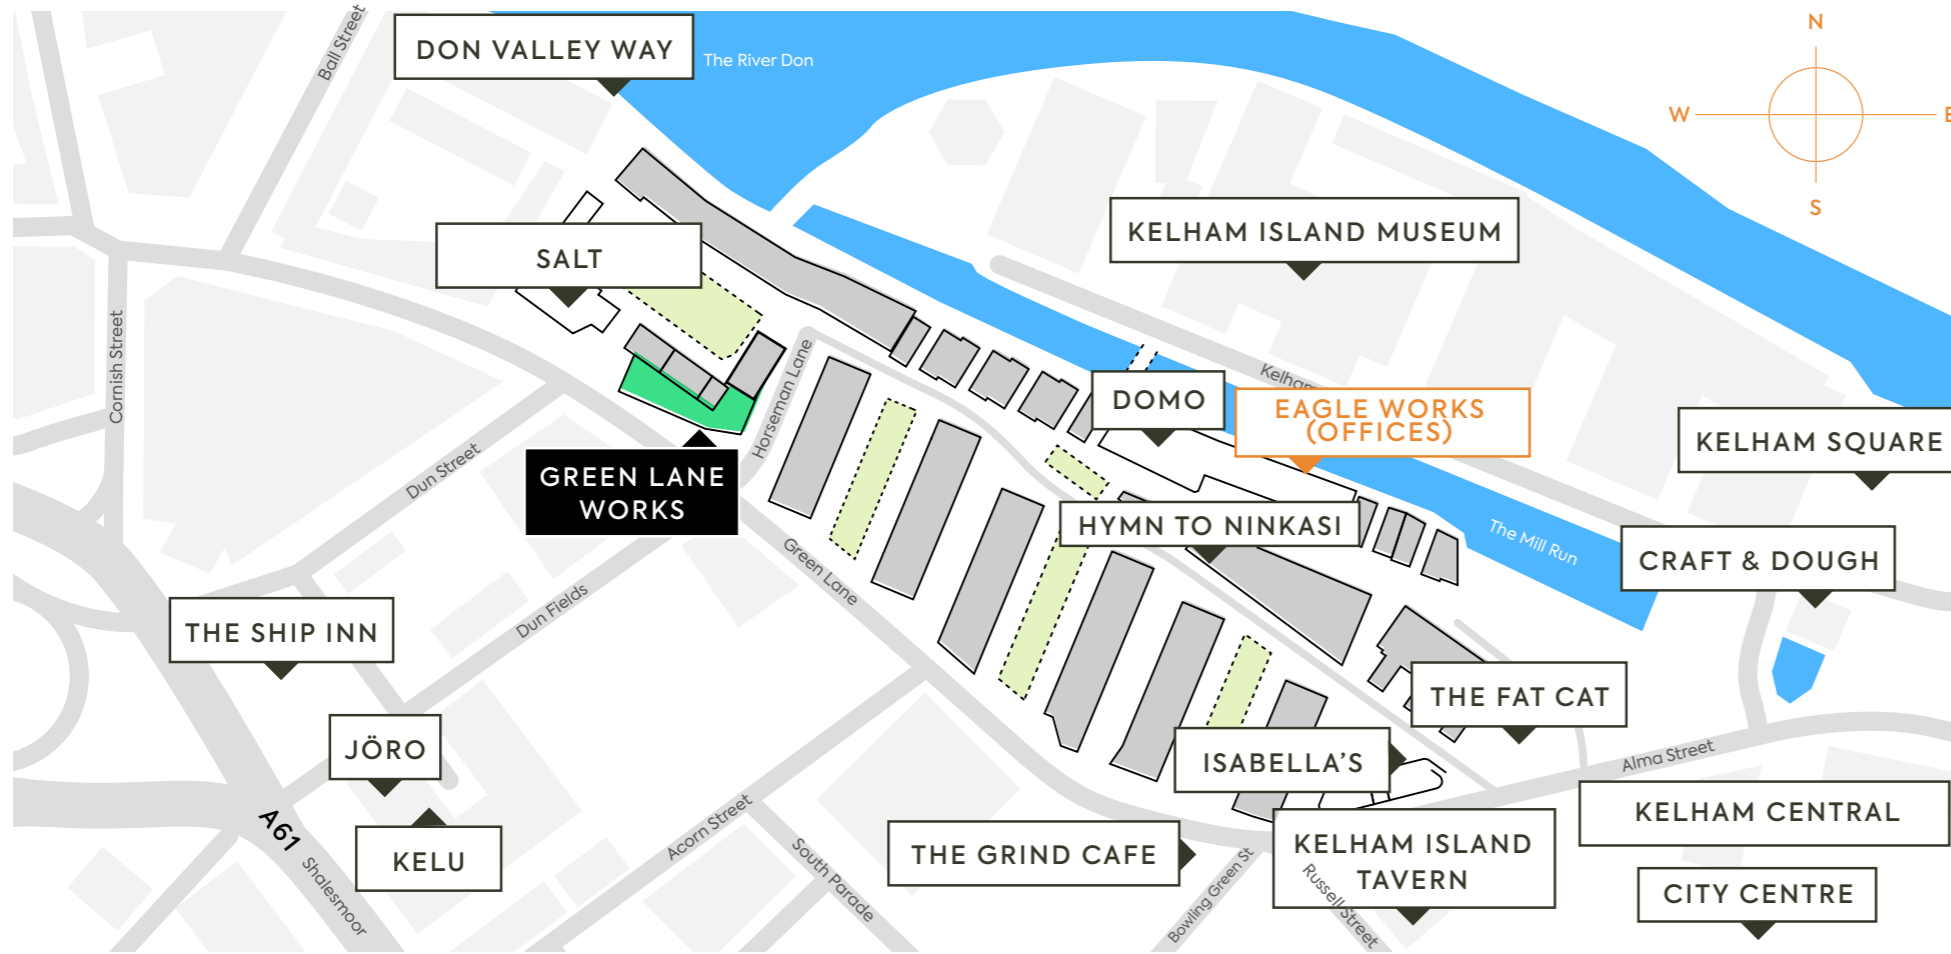 N
W
E
S
DON VALLEY WAY
The River Don
Ball Street
KELHAM ISLAND MUSEUM
SALT
Cornish Street
Horseman Lane
DOMO
EAGLE WORKS
(OFFICES)
KELHAM SQUARE
Dun Street
GREEN LANE
WORKS
HYMN TO NINKASI
The Mill Run
CRAFT & DOUGH
Green Lane
Dun Fields
THE SHIP INN
THE FAT CAT
JÖRO
ISABELLA'S
Alma Street
KELHAM CENTRAL
A61
Shalesmoor
KELU
Acorn Street
South Parade
THE GRIND CAFE
Bowling Green St
KELHAM ISLAND
TAVERN
Russell Street
CITY CENTRE